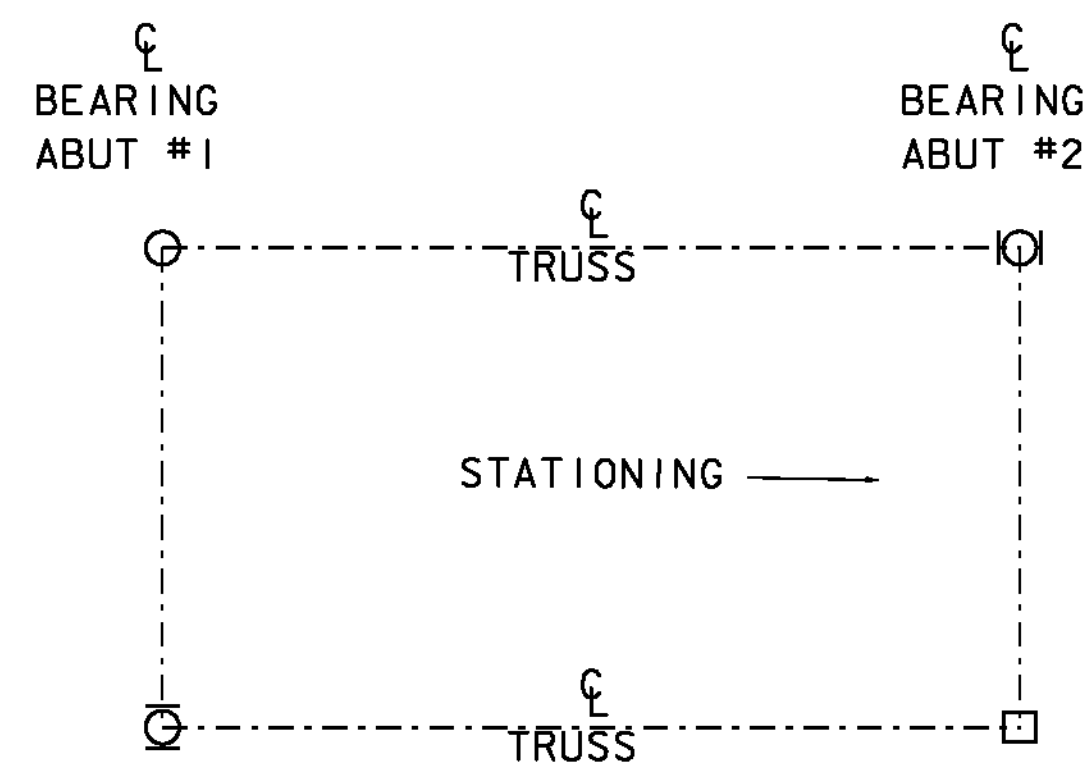 ℄
BEARING
ABUT #1
℄
BEARING
ABUT #2
℄
TRUSS
STATIONING
℄
TRUSS